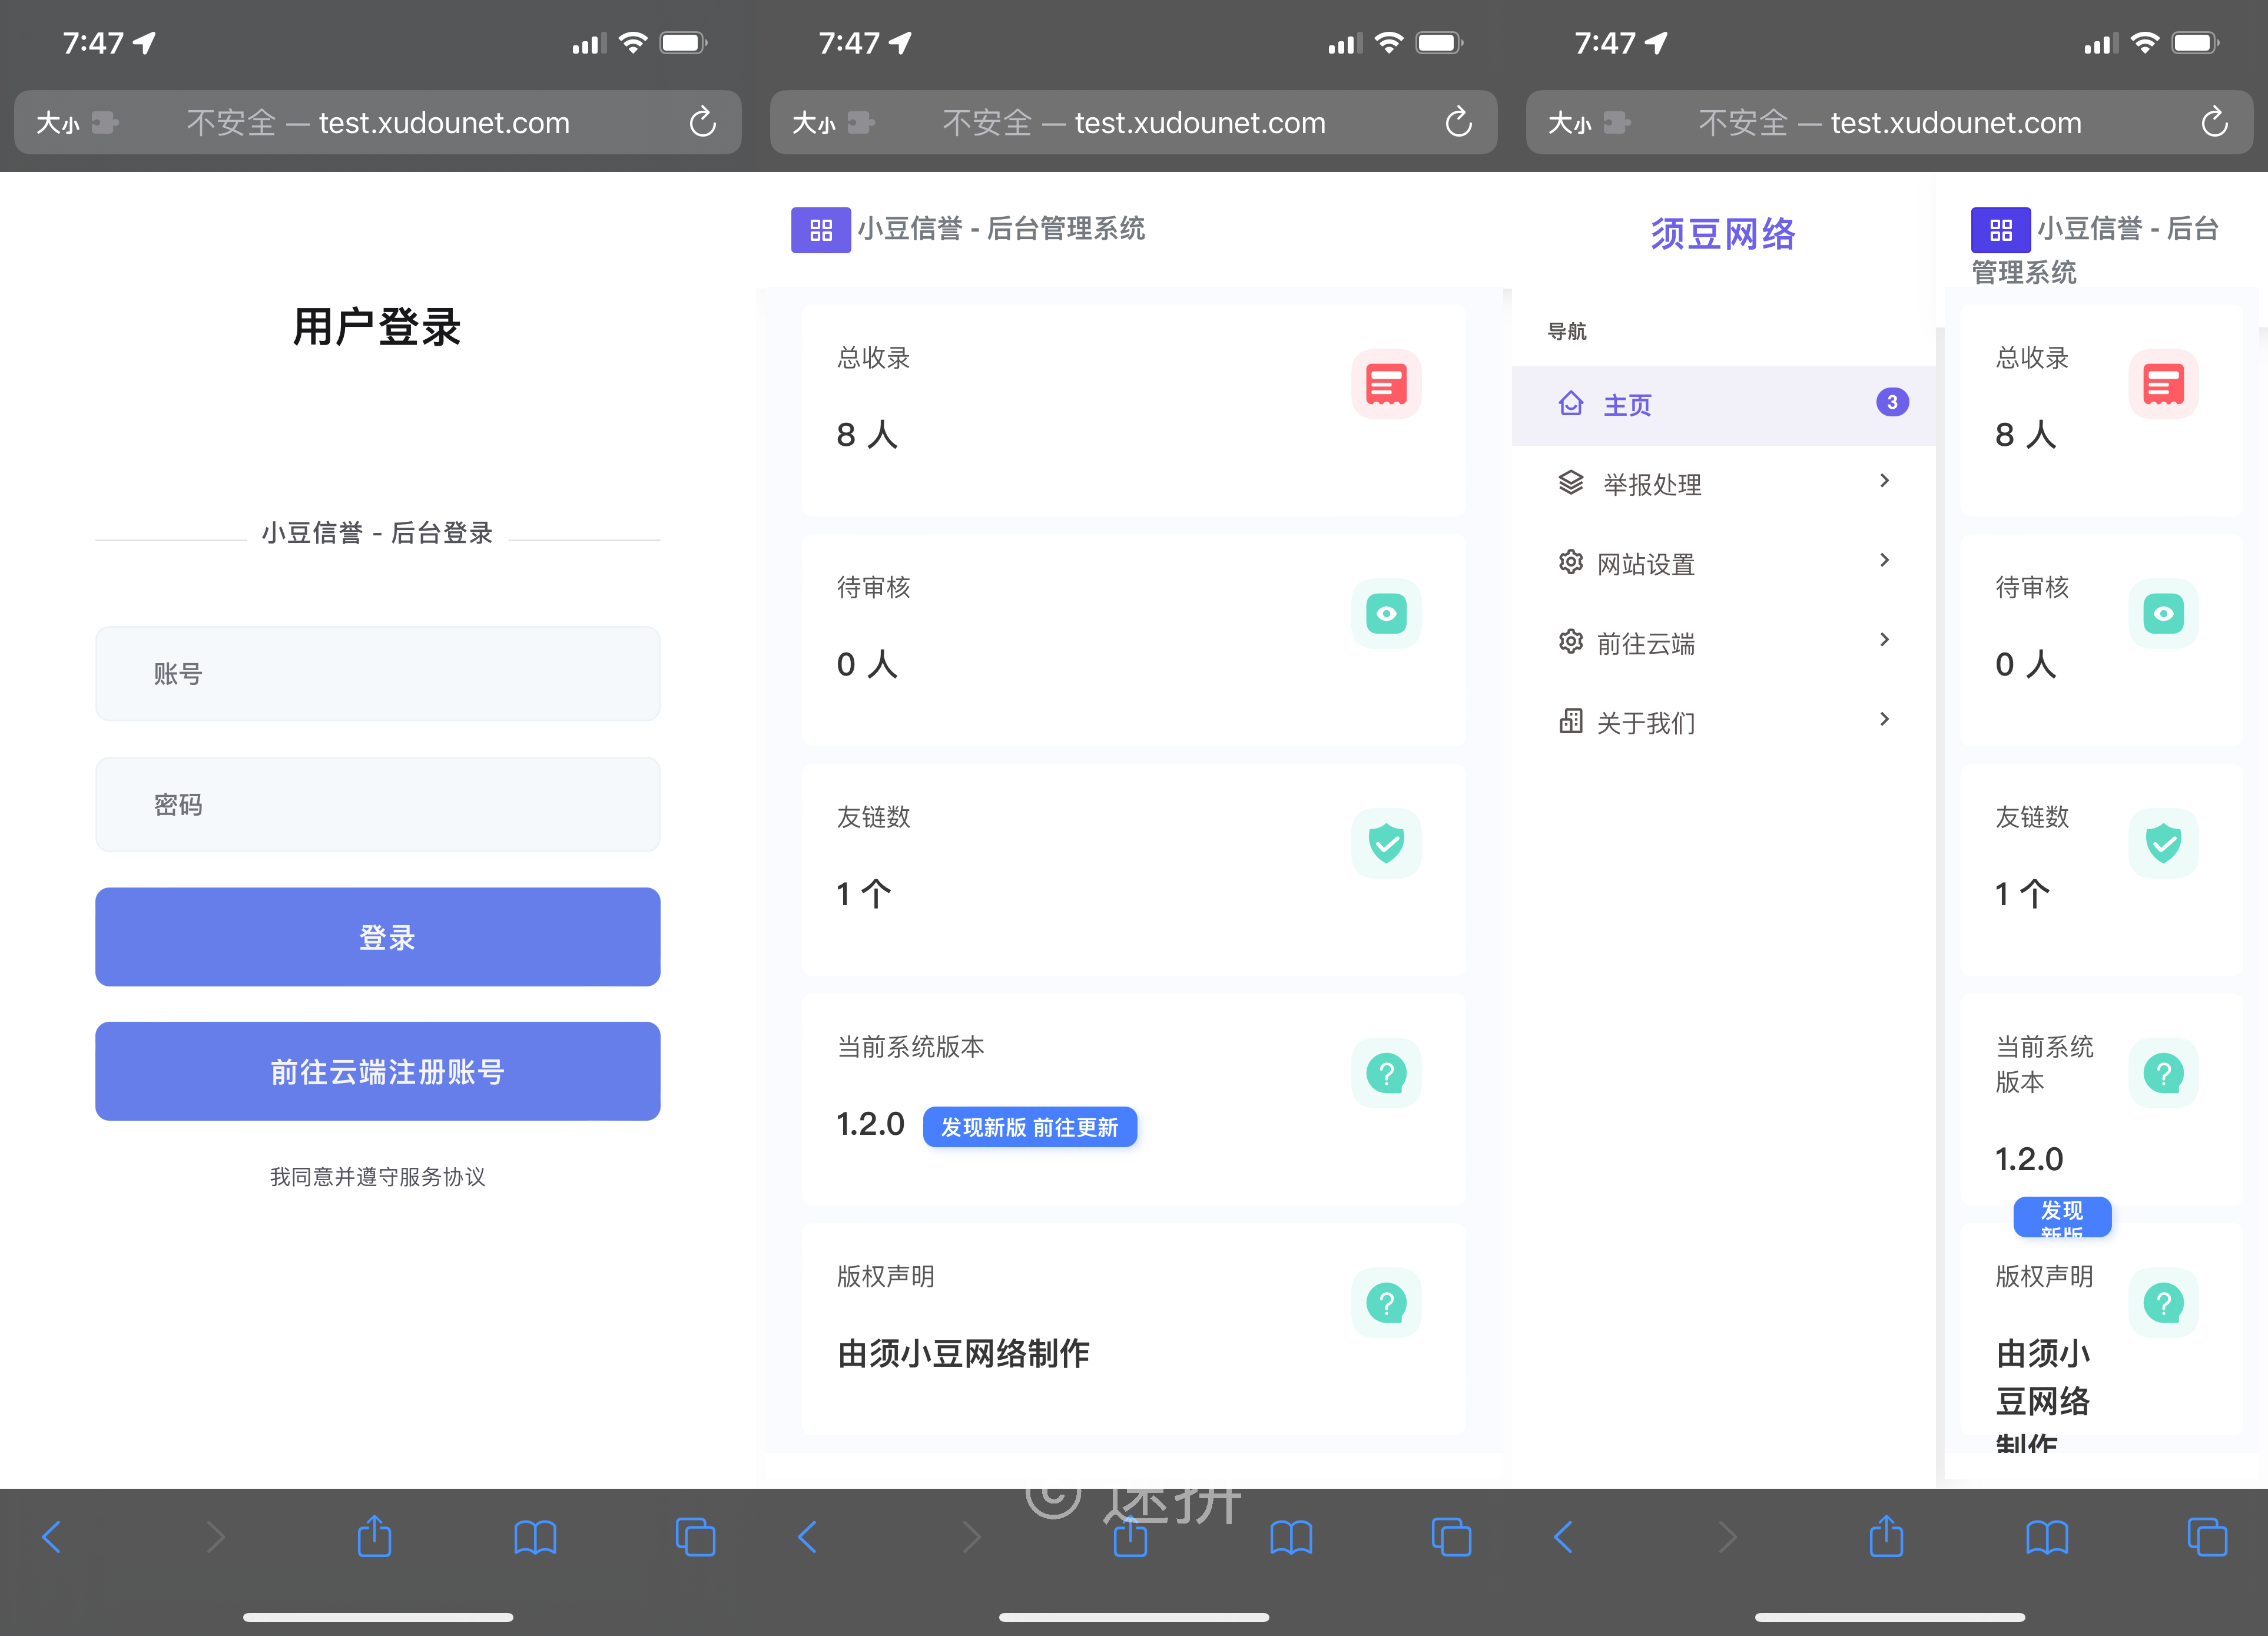 7:47
大小 不安全 — test.xudounet.com
用户登录
小豆信誉 - 后台登录
账号
密码
登录
前往云端注册账号
我同意并遵守服务协议
7:47
大小 不安全 — test.xudounet.com
小豆信誉 - 后台管理系统
总收录
8 人
待审核
0 人
友链数
1 个
当前系统版本
1.2.0 发现新版 前往更新
版权声明
由须小豆网络制作
© 速拼
7:47
大小 不安全 — test.xudounet.com
须豆网络
导航
主页 3
举报处理
网站设置
前往云端
关于我们
小豆信誉 - 后台
管理系统
总收录
8 人
待审核
0 人
友链数
1 个
当前系统
版本
1.2.0
发现
新版
版权声明
由须小
豆网络
制作